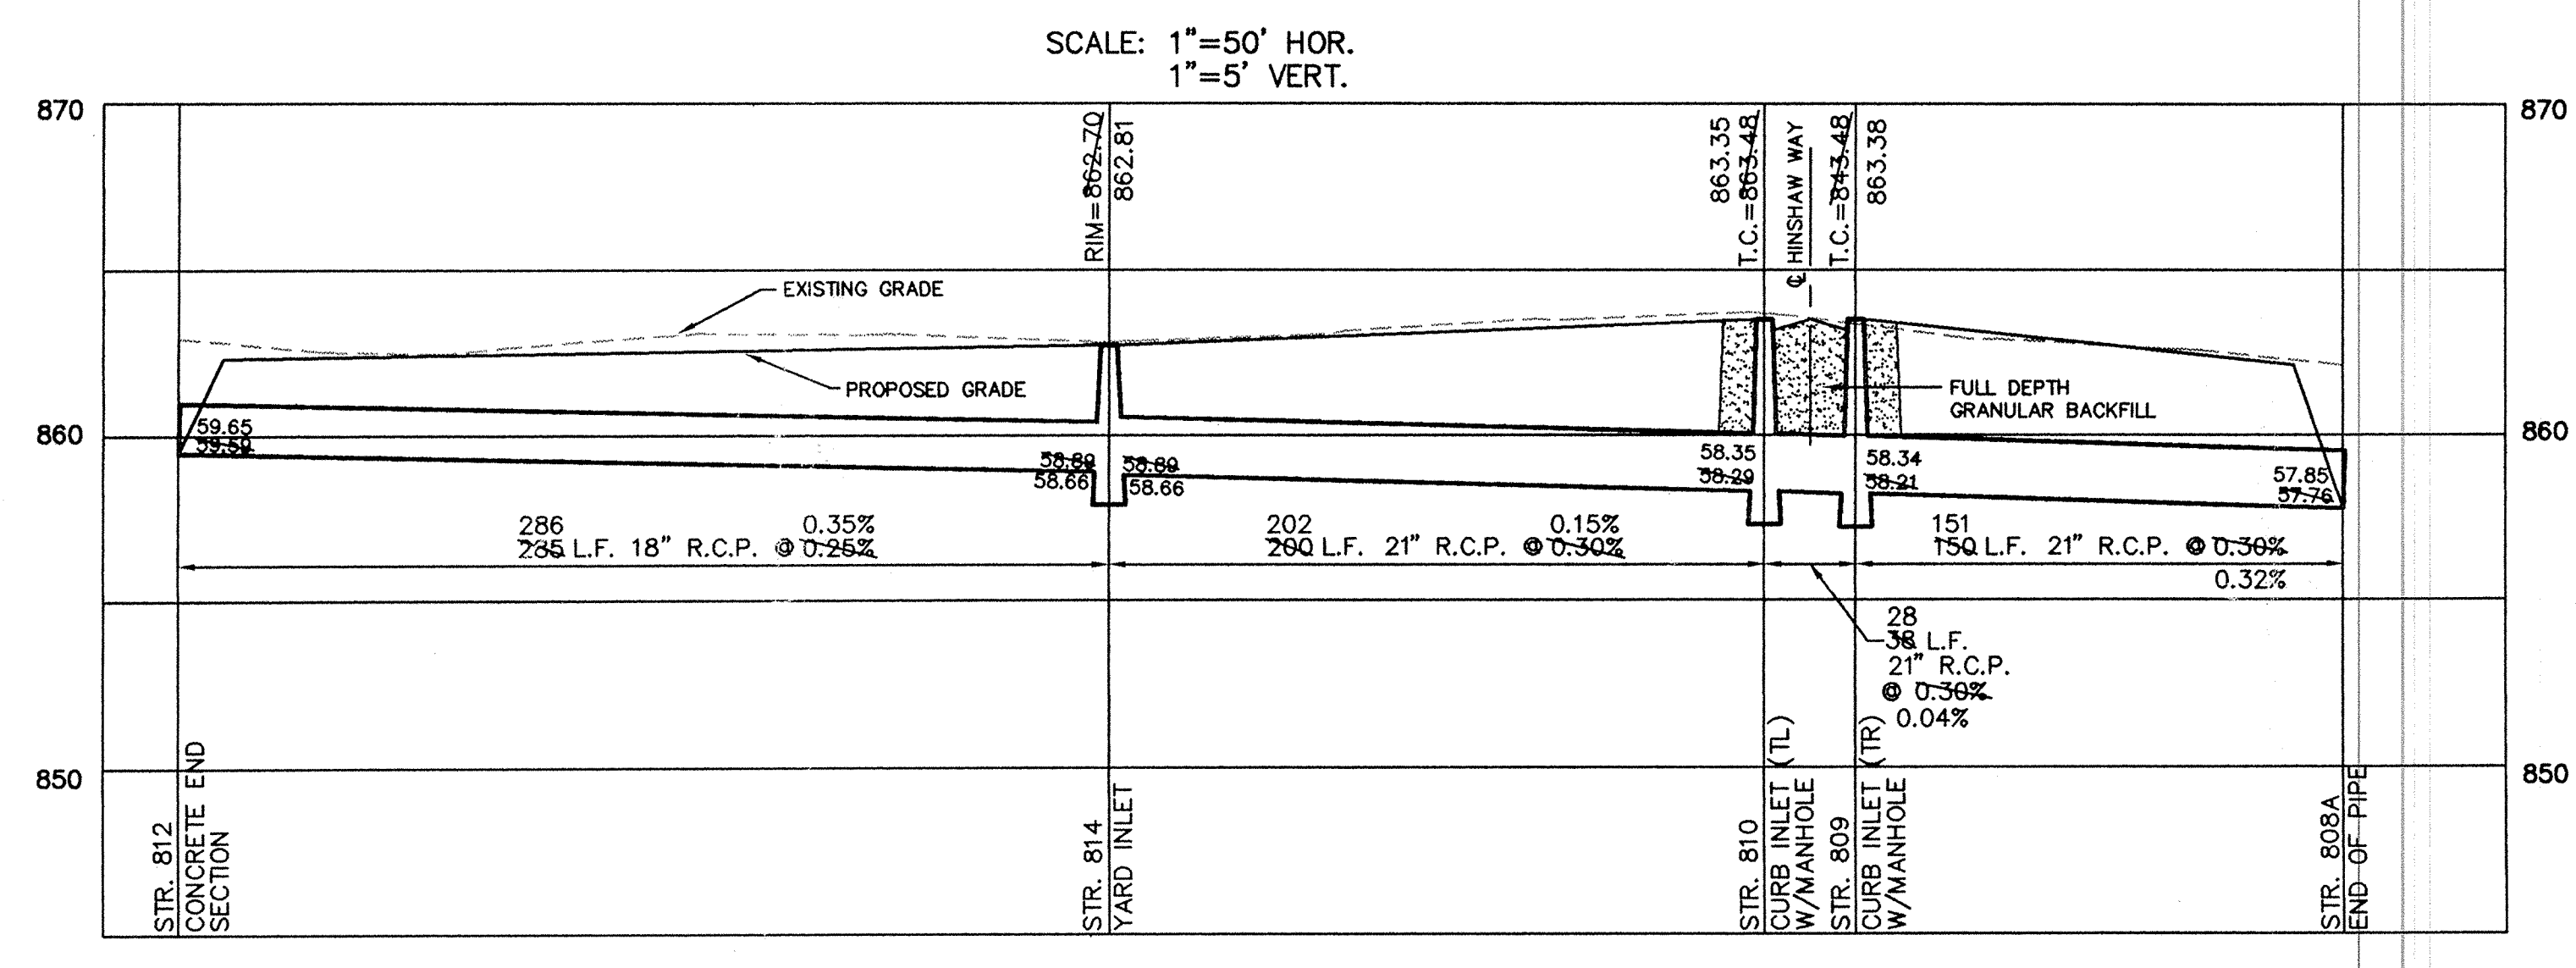 SCALE: 1"=50' HOR.
1"=5' VERT.
870
870
RIM=862.70
862.81
863.35
T.C.=863.48
℄ HINSHAW WAY
T.C.=843.48
863.38
EXISTING GRADE
PROPOSED GRADE
FULL DEPTH
GRANULAR BACKFILL
860
860
59.65
59.59
58.89
58.66
58.89
58.66
58.35
58.29
58.34
58.21
57.85
57.76
286
0.35%
285 L.F. 18" R.C.P. @ 0.25%
202
0.15%
200 L.F. 21" R.C.P. @ 0.30%
151
150 L.F. 21" R.C.P. @ 0.30%
0.32%
28
38 L.F.
21" R.C.P.
@ 0.30%
0.04%
850
850
STR. 812
CONCRETE END
SECTION
STR. 814
YARD INLET
STR. 810
CURB INLET (TL)
W/MANHOLE
STR. 809
CURB INLET (TR)
W/MANHOLE
STR. 808A
END OF PIPE